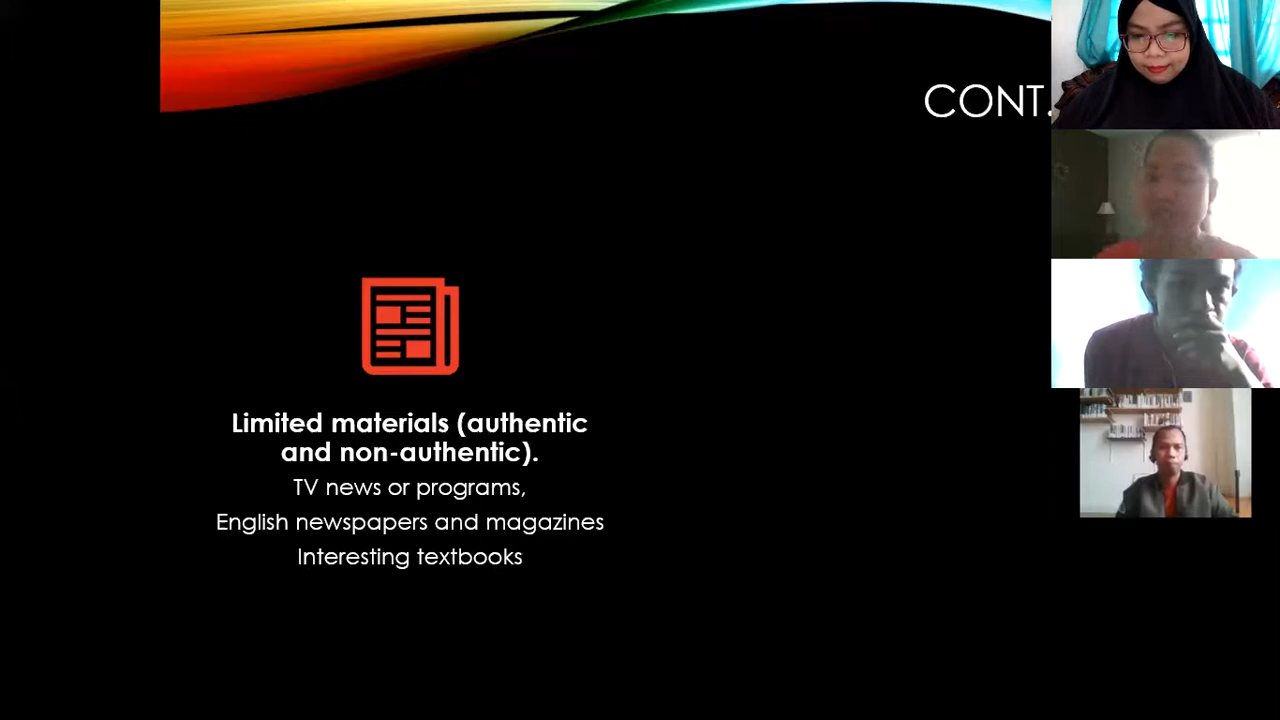 CONT.
Limited materials (authentic
and non-authentic).
TV news or programs,
English newspapers and magazines
Interesting textbooks